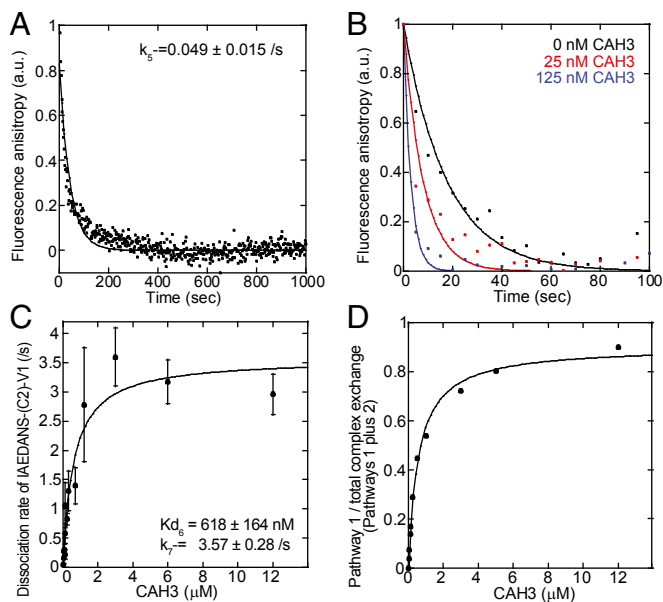 A
k5-=0.049 ± 0.015 /s
Fluorescence anisitropy (a.u.)
1
0.8
0.6
0.4
0.2
0
0 200 400 600 800 1000
Time (sec)
B
0 nM CAH3
25 nM CAH3
125 nM CAH3
Fluorescence anisotropy (a.u.)
1
0.8
0.6
0.4
0.2
0
0 20 40 60 80 100
Time (sec)
C
Dissociation rate of IAEDANS-(C2)-V1 (/s)
4
3.5
3
2.5
2
1.5
1
0.5
0
Kd6 = 618 ± 164 nM
k7-= 3.57 ± 0.28 /s
0 2 4 6 8 10 12
CAH3 (μM)
D
Pathway 1 / total complex exchange
(Pathways 1 plus 2)
1
0.8
0.6
0.4
0.2
0
0 2 4 6 8 10 12
CAH3 (μM)